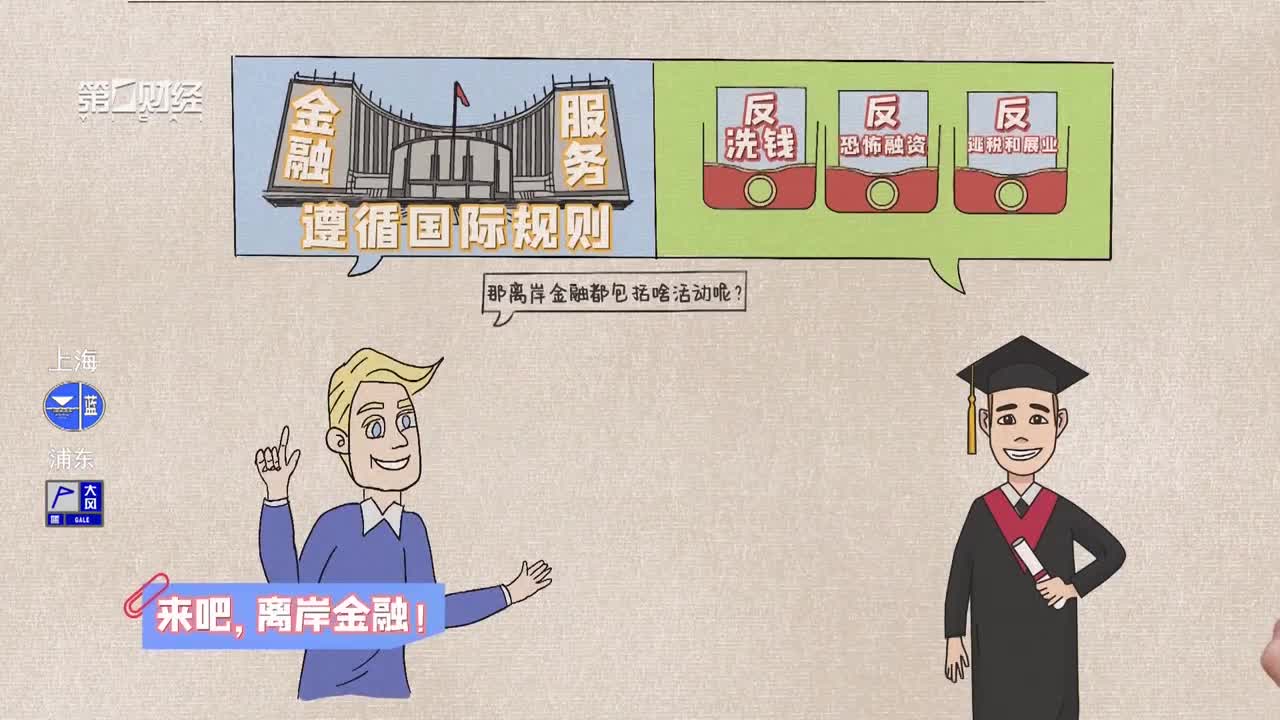 第一财经
金融
服务
遵循国际规则
反
洗钱
反
恐怖融资
反
逃税和展业
那离岸金融都包括啥活动呢？
上海
蓝
浦东
大风
GALE
来吧，离岸金融！